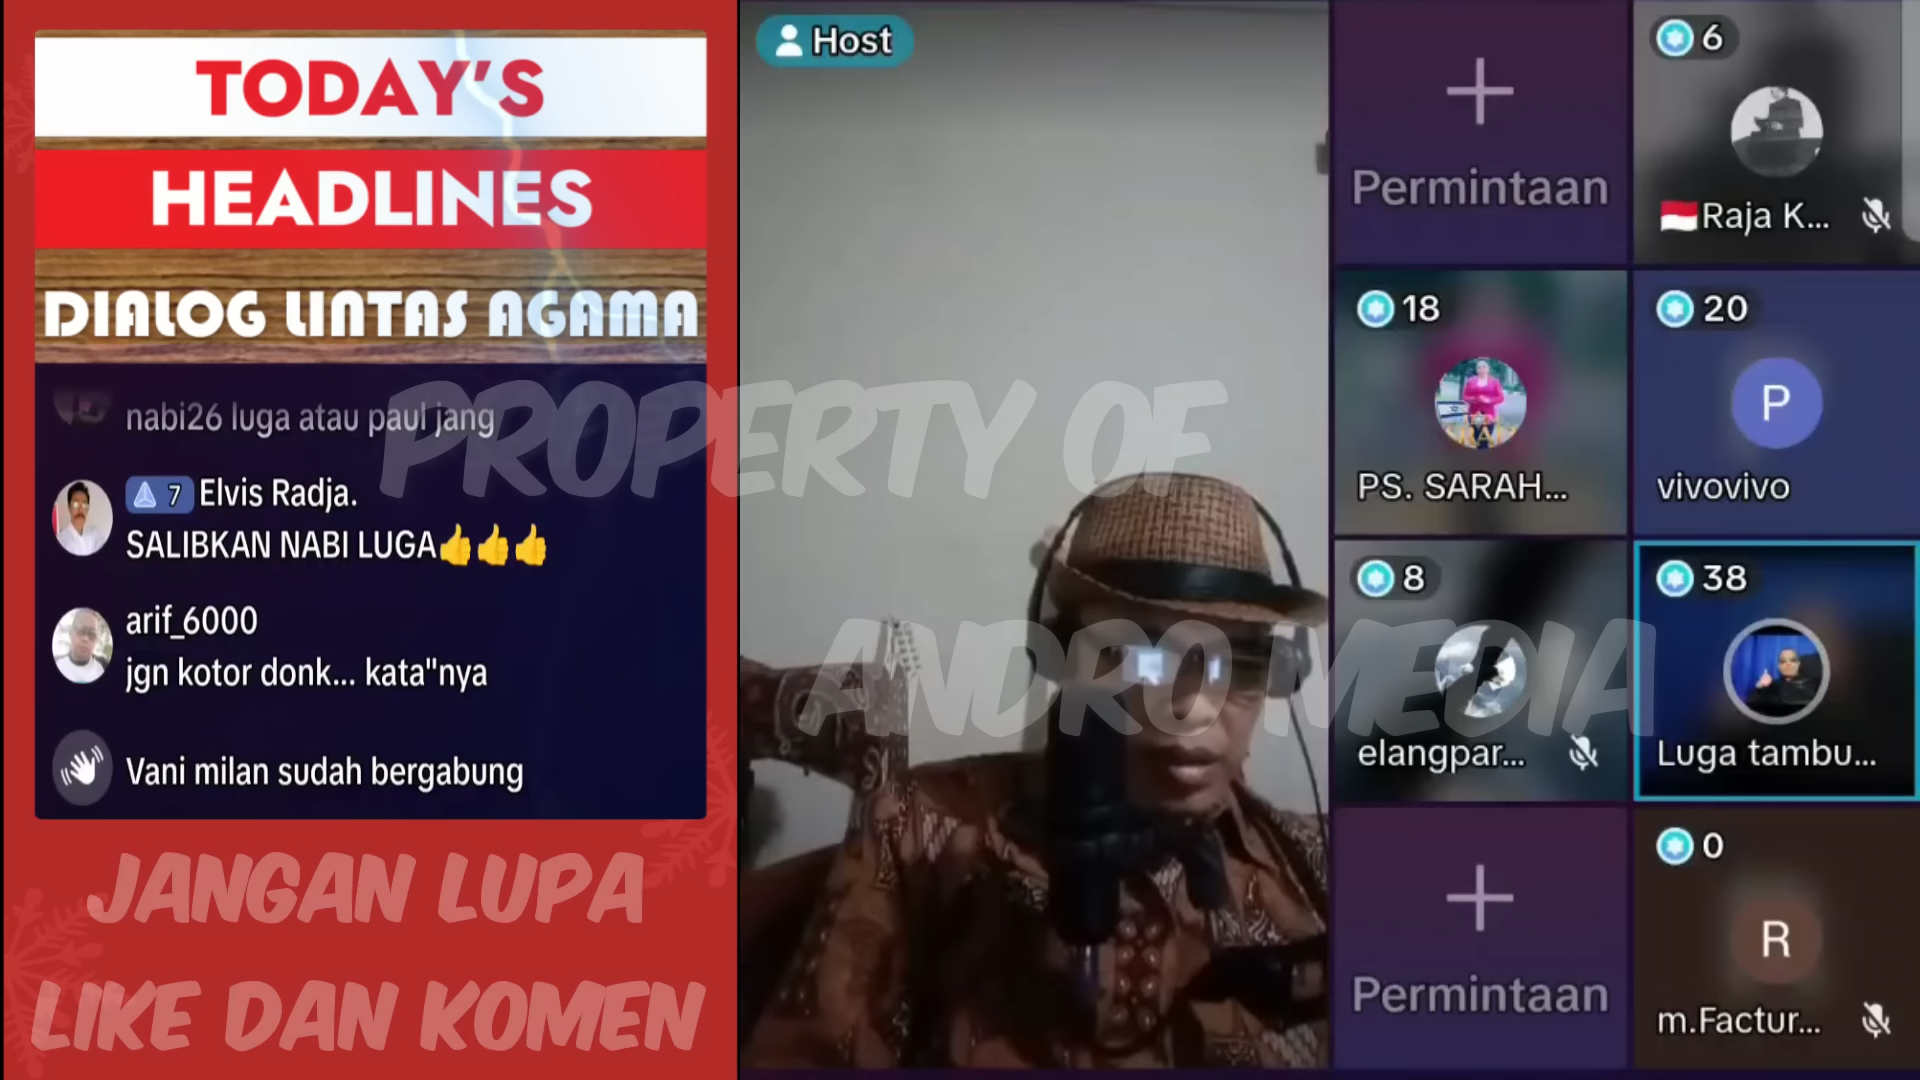 TODAY'S
HEADLINES
DIALOG LINTAS AGAMA
nabi26 luga atau paul jang
7 Elvis Radja.
SALIBKAN NABI LUGA👍👍👍
arif_6000
jgn kotor donk... kata"nya
Vani milan sudah bergabung
JANGAN LUPA
LIKE DAN KOMEN
PROPERTY OF
ANDRO MEDIA
Host
Permintaan
6
Raja K...
18
PS. SARAH...
20
P
vivovivo
8
elangpar...
38
Luga tambu...
Permintaan
0
R
m.Factur...